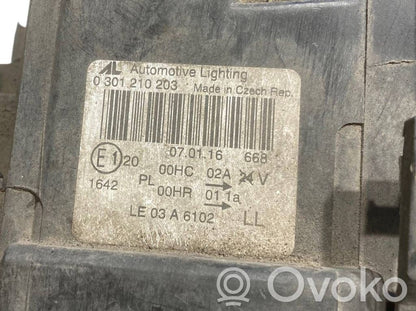 AL Automotive Lighting
0 301 210 203 Made in Czech Rep.
07.01.16 668
E1 20 00HC 02A 24V
1642 PL 00HR 01 1a
LE 03 A 6102 LL
Ovoko